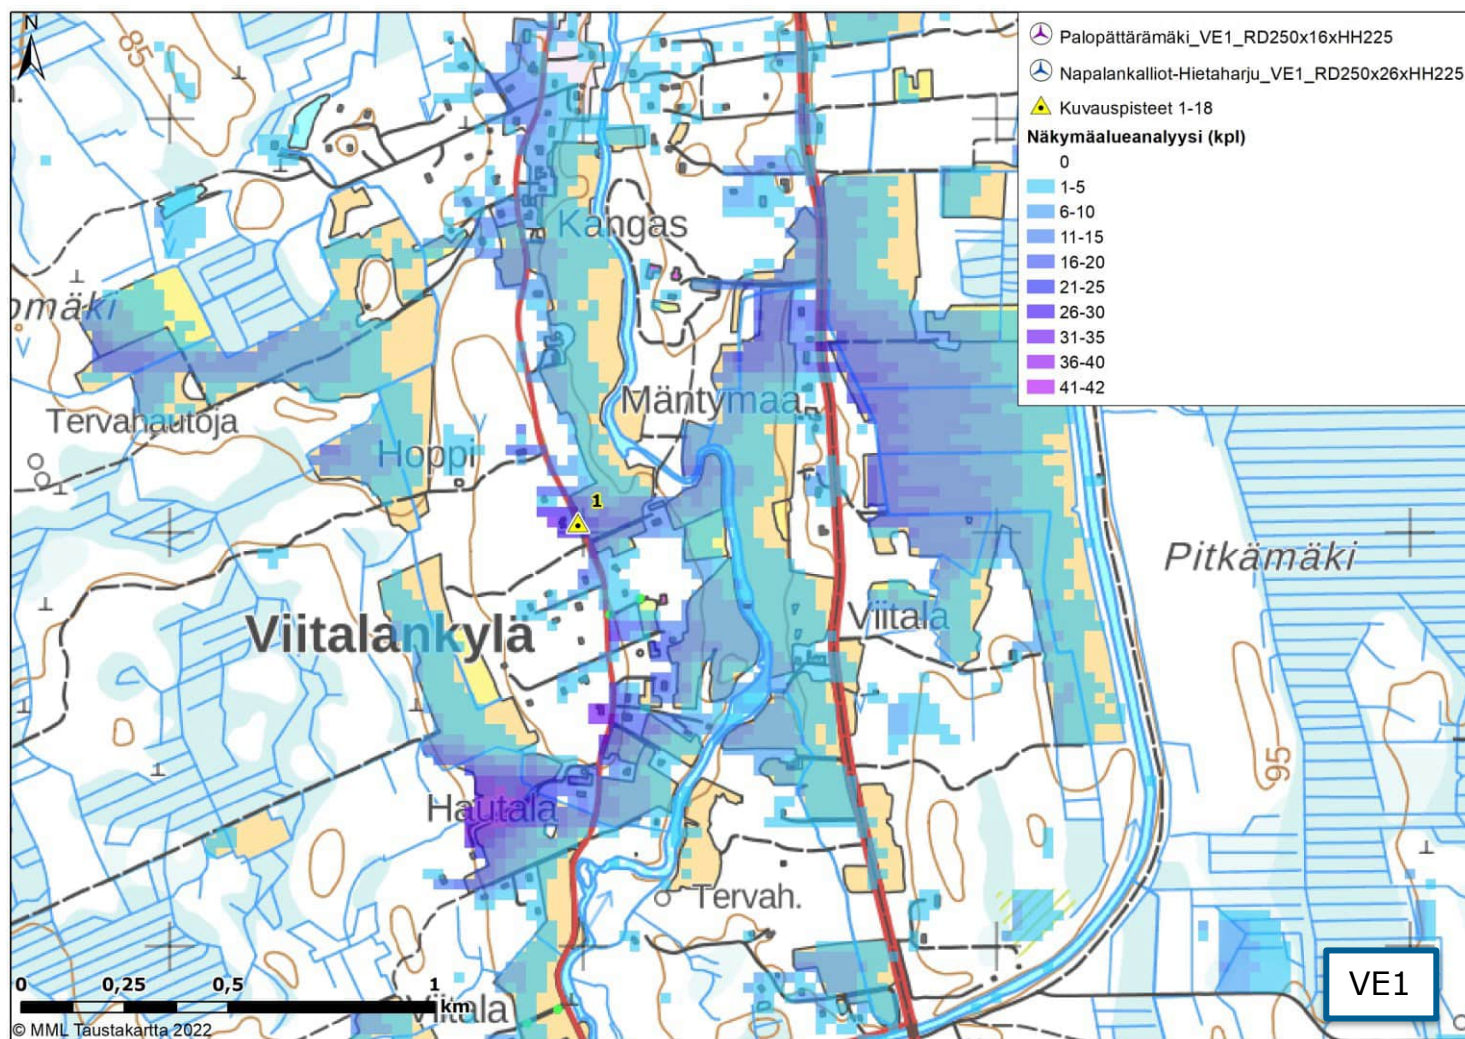 N
85
Palopättärämäki_VE1_RD250x16xHH225
Napalankalliot-Hietaharju_VE1_RD250x26xHH225
Kuvauspisteet 1-18
Näkymäalueanalyysi (kpl)
0
1-5
6-10
11-15
16-20
21-25
26-30
31-35
36-40
41-42
Kangas
omäki
Mäntymaa
Tervahautoja
Hoppi
1
Pitkämäki
Viitala
Viitalankylä
95
Hautala
Tervah.
0 0,25 0,5 1
km
Viitala
VE1
© MML Taustakartta 2022